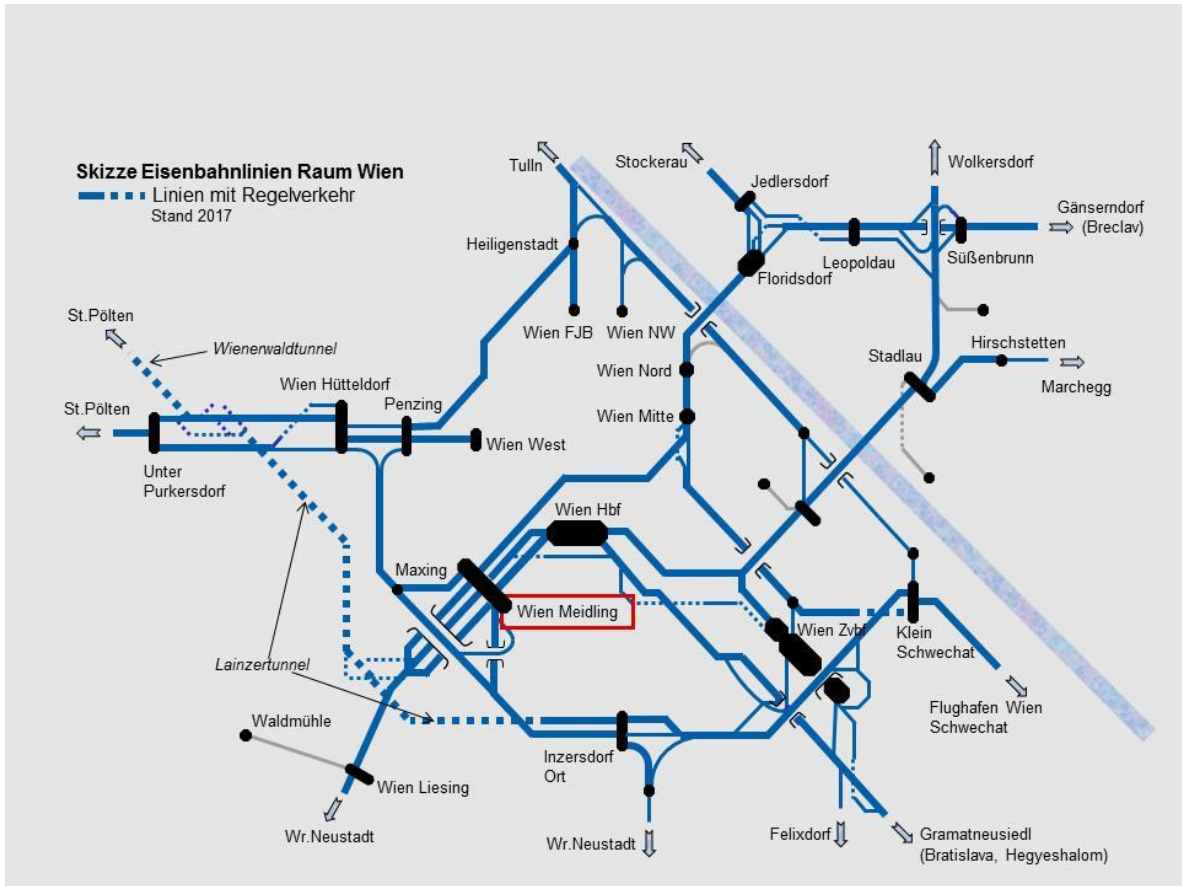 Skizze Eisenbahnlinien Raum Wien
Linien mit Regelverkehr
Stand 2017
Tulln
Stockerau
Jedlersdorf
Wolkersdorf
Gänserndorf
(Breclav)
Heiligenstadt
Floridsdorf
Leopoldau
Süßenbrunn
St.Pölten
Wienerwaldtunnel
Wien FJB
Wien NW
Wien Hütteldorf
Wien Nord
Stadlau
Hirschstetten
Marchegg
St.Pölten
Penzing
Wien Mitte
Wien West
Unter
Purkersdorf
Wien Hbf
Maxing
Wien Meidling
Wien Zvbf
Klein
Schwechat
Lainzertunnel
Flughafen Wien
Schwechat
Waldmühle
Inzersdorf
Ort
Wien Liesing
Wr.Neustadt
Wr.Neustadt
Felixdorf
Gramatneusiedl
(Bratislava, Hegyeshalom)